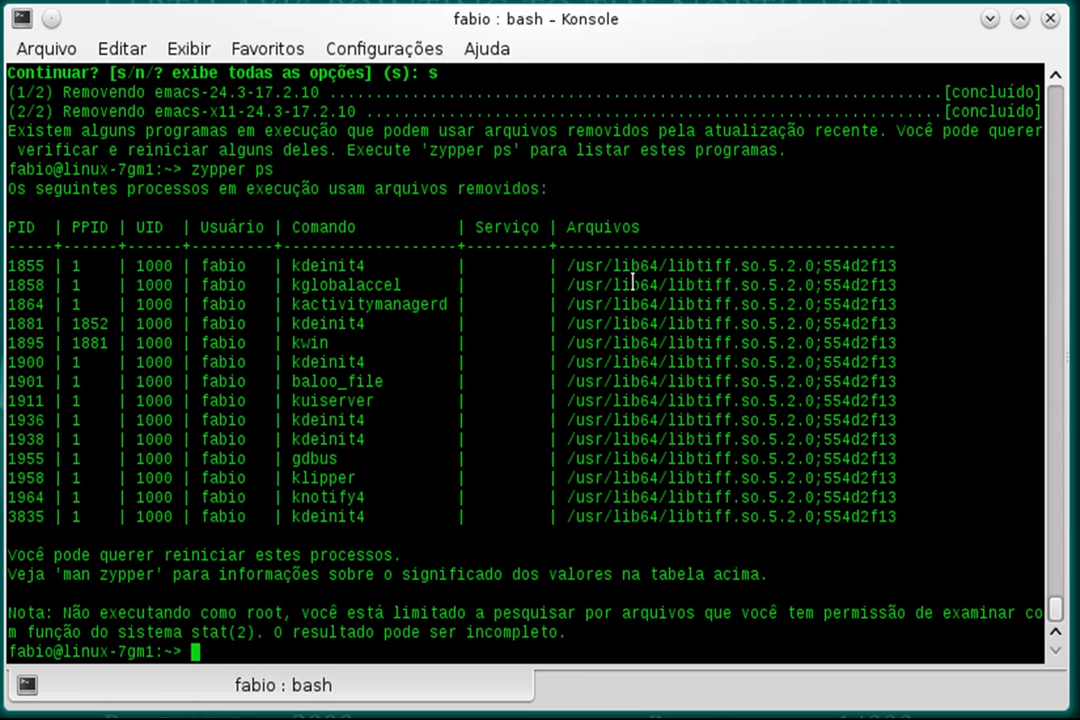 fabio : bash – Konsole
Arquivo Editar Exibir Favoritos Configurações Ajuda
Continuar? [s/n/? exibe todas as opções] (s): s
(1/2) Removendo emacs-24.3-17.2.10 ...................................................................[concluído]
(2/2) Removendo emacs-x11-24.3-17.2.10 ...............................................................[concluído]
Existem alguns programas em execução que podem usar arquivos removidos pela atualização recente. Você pode querer
verificar e reiniciar alguns deles. Execute 'zypper ps' para listar estes programas.
fabio@linux-7gm1:~> zypper ps
Os seguintes processos em execução usam arquivos removidos:
PID | PPID | UID | Usuário | Comando | Serviço | Arquivos
-----+------+------+---------+-------------------+---------+-------------------------------------
1855 | 1 | 1000 | fabio | kdeinit4 | | /usr/lib64/libtiff.so.5.2.0;554d2f13
1858 | 1 | 1000 | fabio | kglobalaccel | | /usr/lib64/libtiff.so.5.2.0;554d2f13
1864 | 1 | 1000 | fabio | kactivitymanagerd | | /usr/lib64/libtiff.so.5.2.0;554d2f13
1881 | 1852 | 1000 | fabio | kdeinit4 | | /usr/lib64/libtiff.so.5.2.0;554d2f13
1895 | 1881 | 1000 | fabio | kwin | | /usr/lib64/libtiff.so.5.2.0;554d2f13
1900 | 1 | 1000 | fabio | kdeinit4 | | /usr/lib64/libtiff.so.5.2.0;554d2f13
1901 | 1 | 1000 | fabio | baloo_file | | /usr/lib64/libtiff.so.5.2.0;554d2f13
1911 | 1 | 1000 | fabio | kuiserver | | /usr/lib64/libtiff.so.5.2.0;554d2f13
1936 | 1 | 1000 | fabio | kdeinit4 | | /usr/lib64/libtiff.so.5.2.0;554d2f13
1938 | 1 | 1000 | fabio | kdeinit4 | | /usr/lib64/libtiff.so.5.2.0;554d2f13
1955 | 1 | 1000 | fabio | gdbus | | /usr/lib64/libtiff.so.5.2.0;554d2f13
1958 | 1 | 1000 | fabio | klipper | | /usr/lib64/libtiff.so.5.2.0;554d2f13
1964 | 1 | 1000 | fabio | knotify4 | | /usr/lib64/libtiff.so.5.2.0;554d2f13
3835 | 1 | 1000 | fabio | kdeinit4 | | /usr/lib64/libtiff.so.5.2.0;554d2f13
Você pode querer reiniciar estes processos.
Veja 'man zypper' para informações sobre o significado dos valores na tabela acima.
Nota: Não executando como root, você está limitado a pesquisar por arquivos que você tem permissão de examinar co
m função do sistema stat(2). O resultado pode ser incompleto.
fabio@linux-7gm1:~>
fabio : bash